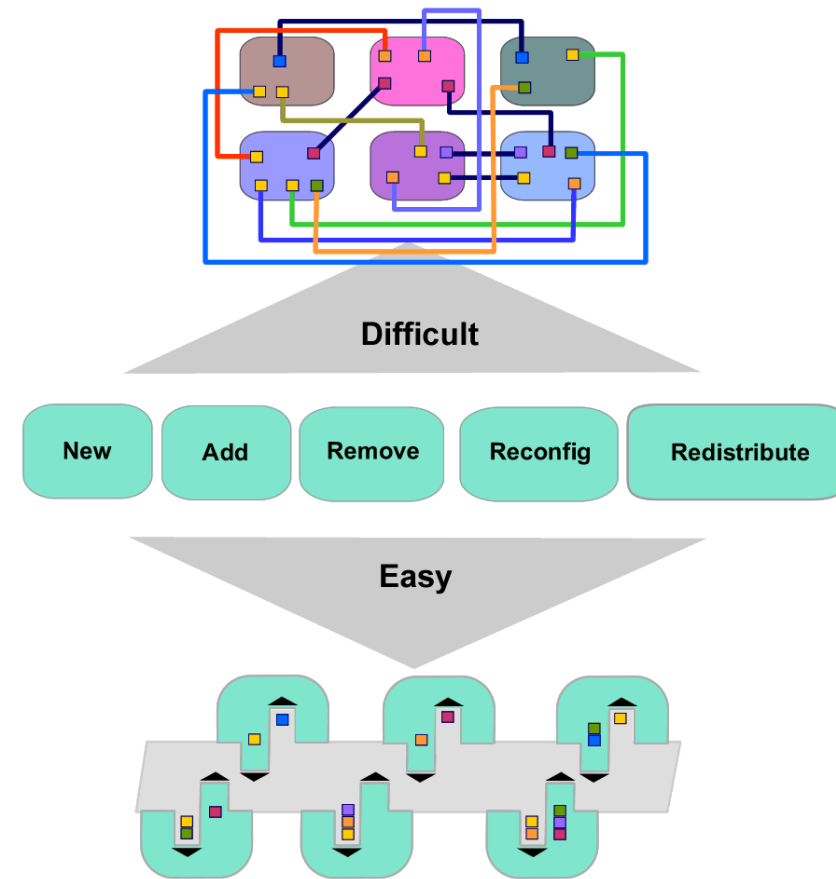 Difficult
New
Add
Remove
Reconfig
Redistribute
Easy